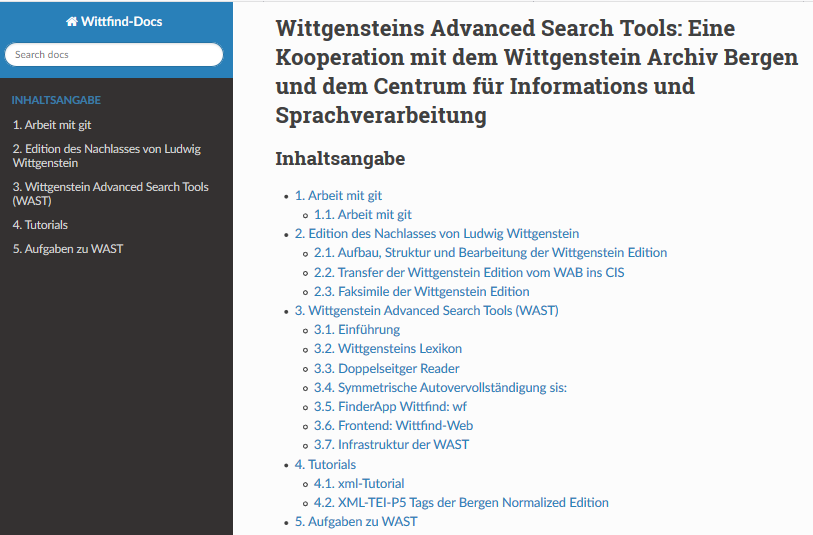 Wittfind-Docs
Search docs
INHALTSANGABE
1. Arbeit mit git
2. Edition des Nachlasses von Ludwig
Wittgenstein
3. Wittgenstein Advanced Search Tools
(WAST)
4. Tutorials
5. Aufgaben zu WAST
Wittgensteins Advanced Search Tools: Eine
Kooperation mit dem Wittgenstein Archiv Bergen
und dem Centrum für Informations und
Sprachverarbeitung
Inhaltsangabe
• 1. Arbeit mit git
◦ 1.1. Arbeit mit git
• 2. Edition des Nachlasses von Ludwig Wittgenstein
◦ 2.1. Aufbau, Struktur und Bearbeitung der Wittgenstein Edition
◦ 2.2. Transfer der Wittgenstein Edition vom WAB ins CIS
◦ 2.3. Faksimile der Wittgenstein Edition
• 3. Wittgenstein Advanced Search Tools (WAST)
◦ 3.1. Einführung
◦ 3.2. Wittgensteins Lexikon
◦ 3.3. Doppelseitger Reader
◦ 3.4. Symmetrische Autovervollständigung sis:
◦ 3.5. FinderApp Wittfind: wf
◦ 3.6. Frontend: Wittfind-Web
◦ 3.7. Infrastruktur der WAST
• 4. Tutorials
◦ 4.1. xml-Tutorial
◦ 4.2. XML-TEI-P5 Tags der Bergen Normalized Edition
• 5. Aufgaben zu WAST